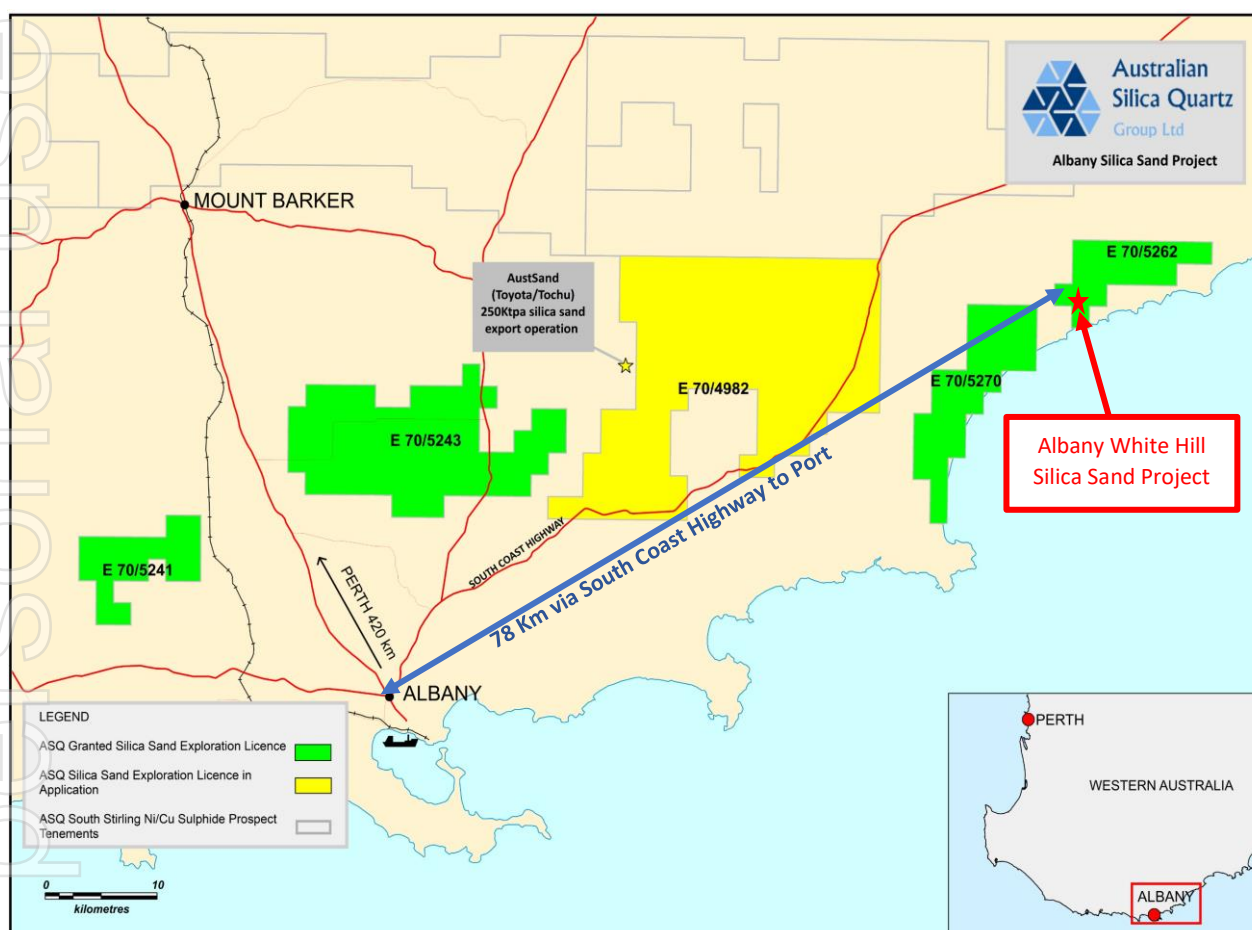 Australian
Silica Quartz
Group Ltd
Albany Silica Sand Project
MOUNT BARKER
E 70/5262
AustSand
(Toyota/Tochu)
250Ktpa silica sand
export operation
E 70/4982
E 70/5270
E 70/5243
Albany White Hill
Silica Sand Project
78 Km via South Coast Highway to Port
SOUTH COAST HIGHWAY
E 70/5241
PERTH 420 km
ALBANY
LEGEND
ASQ Granted Silica Sand Exploration Licence
ASQ Silica Sand Exploration Licence in
Application
ASQ South Stirling Ni/Cu Sulphide Prospect
Tenements
0 10
kilometres
PERTH
WESTERN AUSTRALIA
ALBANY